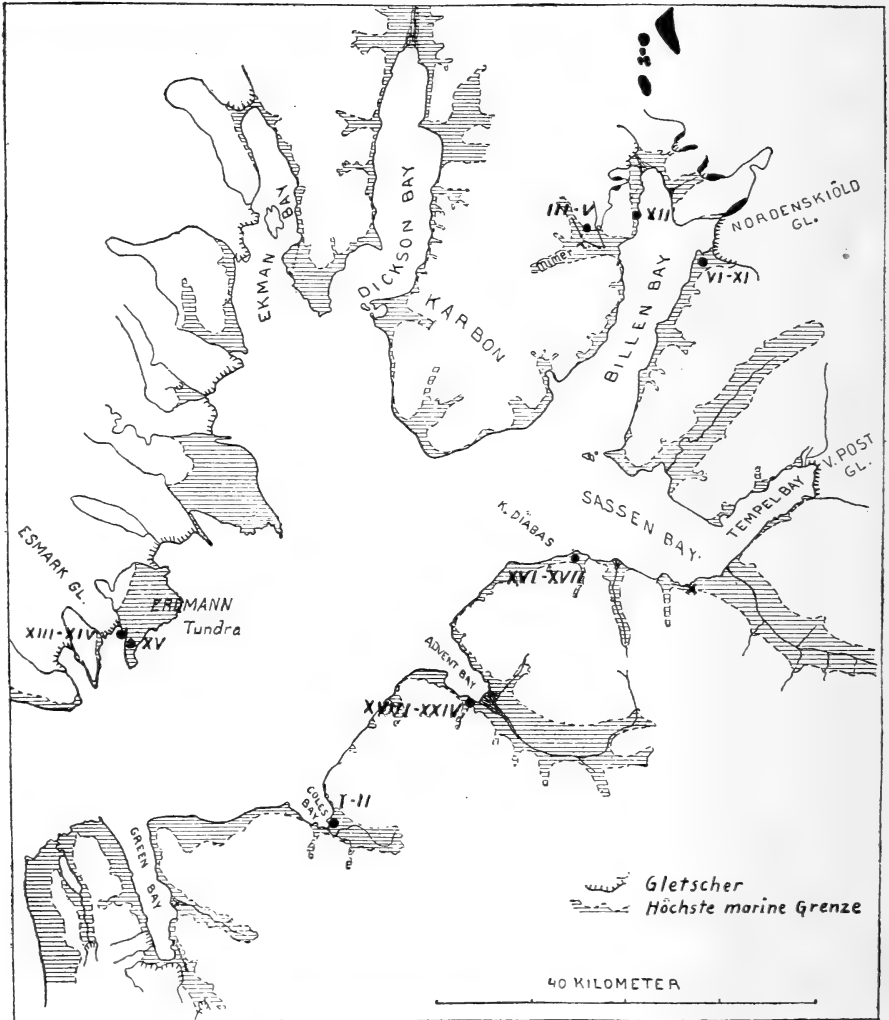 EKMAN BAY
DICKSON BAY
KARBON
III-V
XII
NORDENSKIÖLD
GL.
VI-XI
BILLEN BAY
V. POST
GL.
TEMPEL BAY
SASSEN BAY.
K. DIABAS
XVI-XVII
X
ESMARK GL.
ERDMANN
Tundra
XIII-XIV
XV
ADVENT BAY
XVIII-XXIV
COLES
BAY
I-II
GREEN
BAY
Gletscher
Höchste marine Grenze
40 KILOMETER